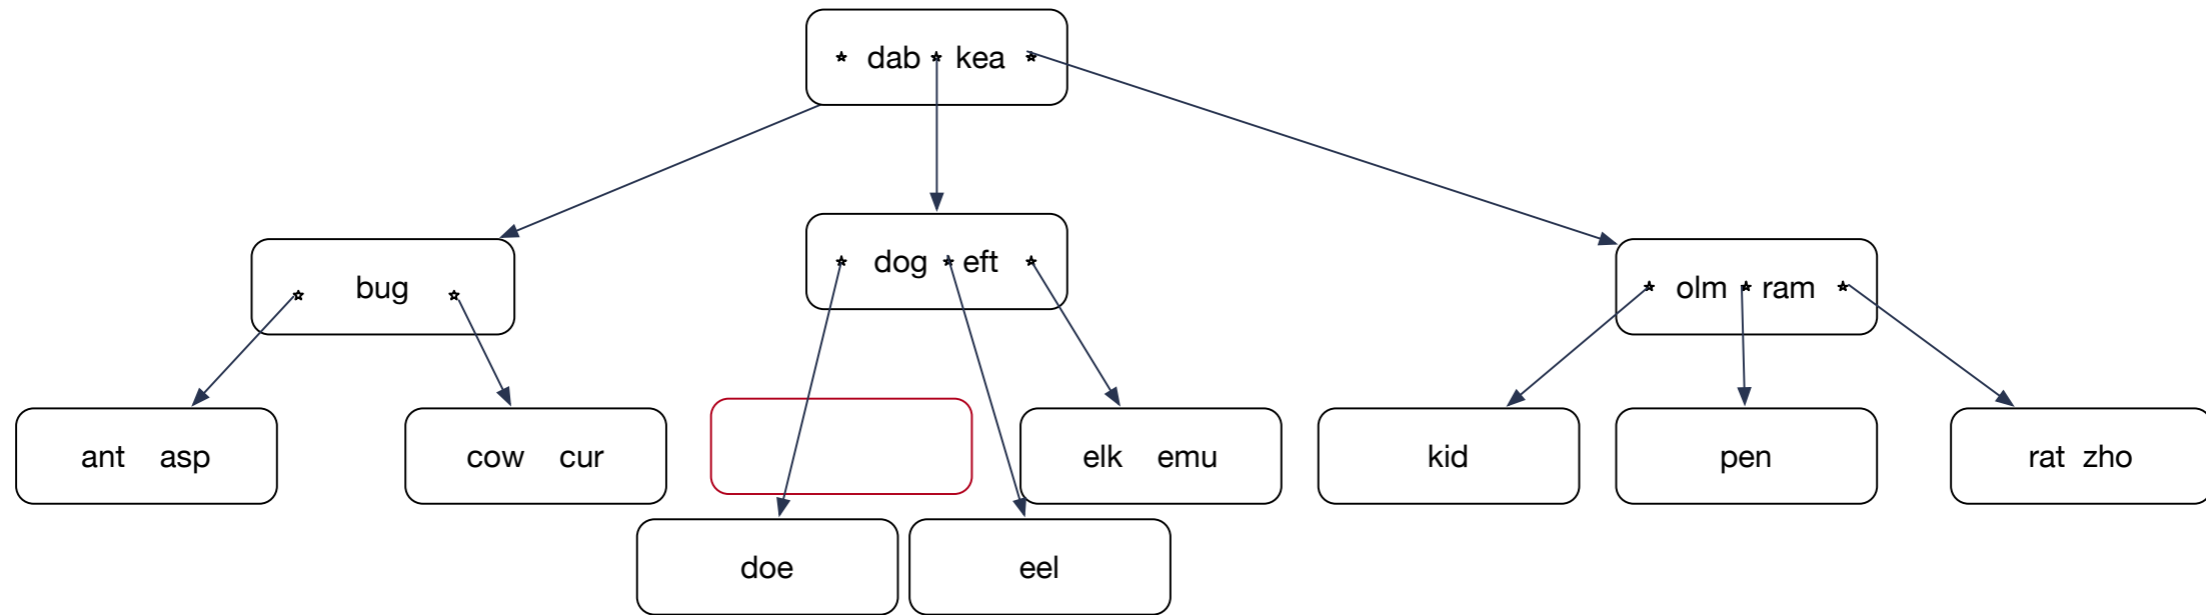 dab kea
bug
dog eft
olm ram
ant asp
cow cur
elk emu
kid
pen
rat zho
doe
eel